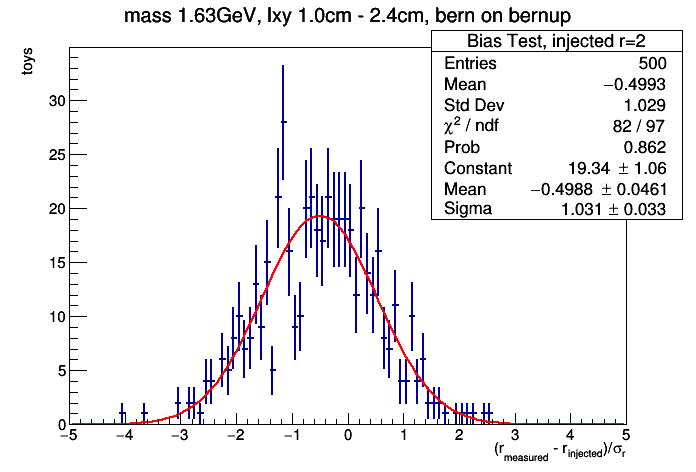 mass 1.63GeV, lxy 1.0cm - 2.4cm, bern on bernup
Bias Test, injected r=2
Entries 500
Mean −0.4993
Std Dev 1.029
χ² / ndf 82 / 97
Prob 0.862
Constant 19.34 ± 1.06
Mean −0.4988 ± 0.0461
Sigma 1.031 ± 0.033
toys
30
25
20
15
10
5
0
−5 −4 −3 −2 −1 0 1 2 3 4 5
(r_measured - r_injected)/σ_r